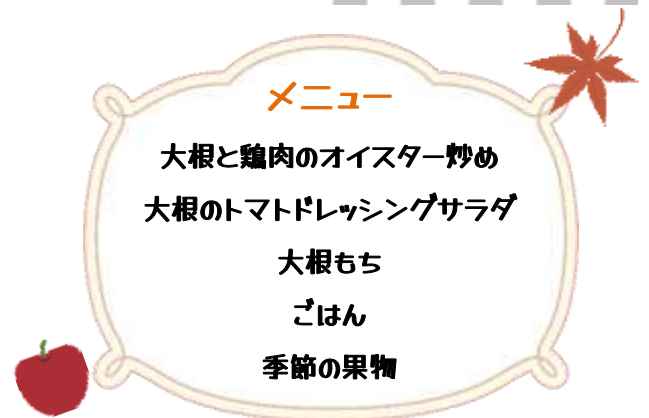 メニュー
大根と鶏肉のオイスター炒め
大根のトマトドレッシングサラダ
大根もち
ごはん
季節の果物